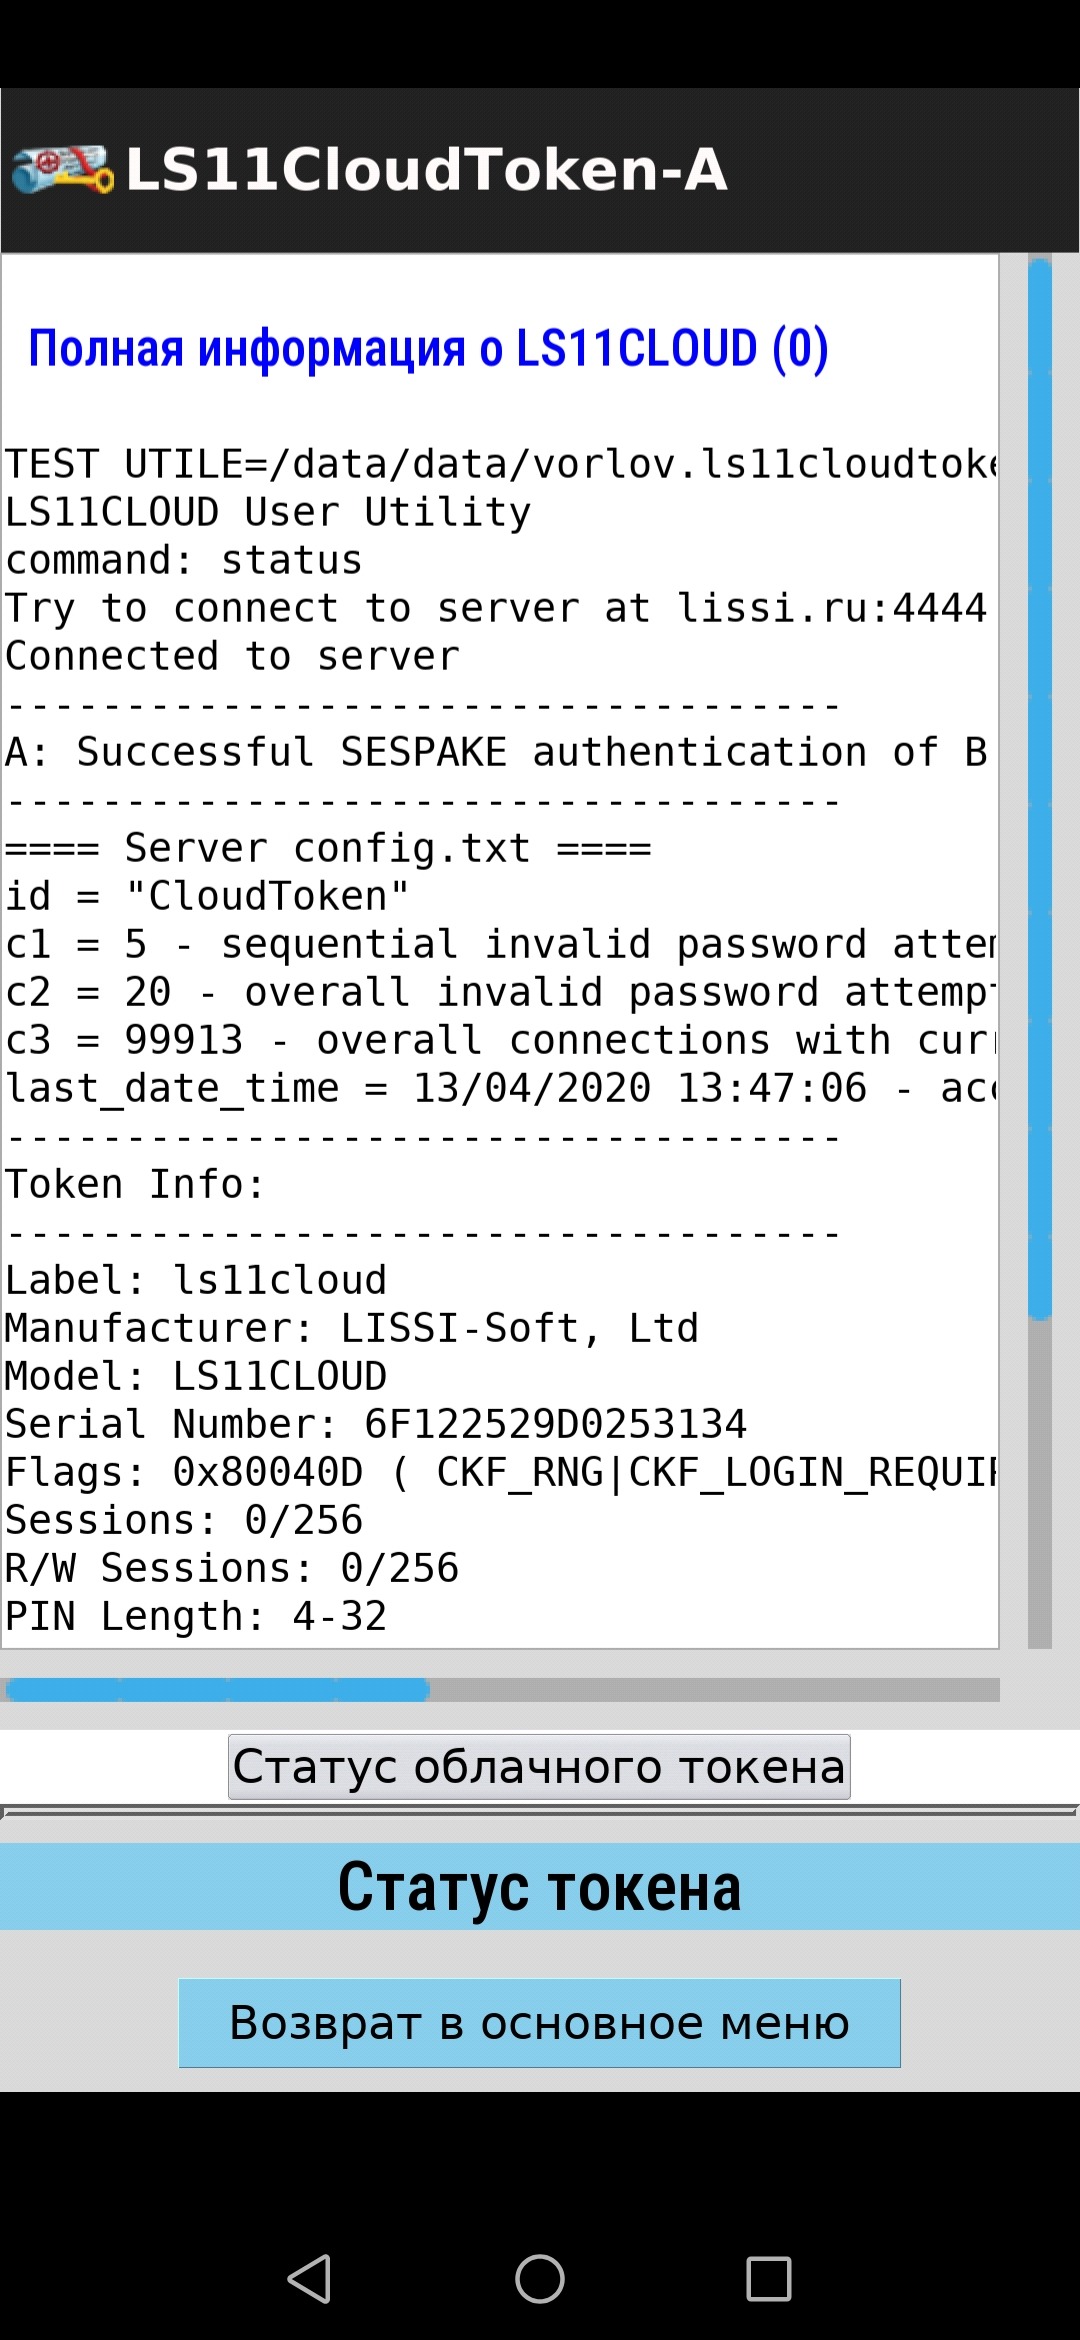 LS11CloudToken-A
Полная информация о LS11CLOUD (0)
TEST UTILE=/data/data/vorlov.ls11cloudtoke
LS11CLOUD User Utility
command: status
Try to connect to server at lissi.ru:4444
Connected to server
-----------------------------------
A: Successful SESPAKE authentication of B
-----------------------------------
==== Server config.txt ====
id = "CloudToken"
c1 = 5 - sequential invalid password
c2 = 20 - overall invalid password attemp
c3 = 99913 - overall connections with
last_date_time = 13/04/2020 13:47:06 -
-----------------------------------
Token Info:
-----------------------------------
Label: ls11cloud
Manufacturer: LISSI-Soft, Ltd
Model: LS11CLOUD
Serial Number: 6F122529D0253134
Flags: 0x80040D ( CKF_RNG|CKF_LOGIN_REQUI
Sessions: 0/256
R/W Sessions: 0/256
PIN Length: 4-32
Статус облачного токена
Статус токена
Возврат в основное меню